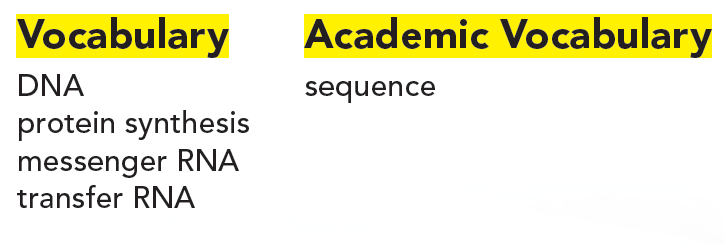 Vocabulary
DNA
protein synthesis
messenger RNA
transfer RNA
Academic Vocabulary
sequence